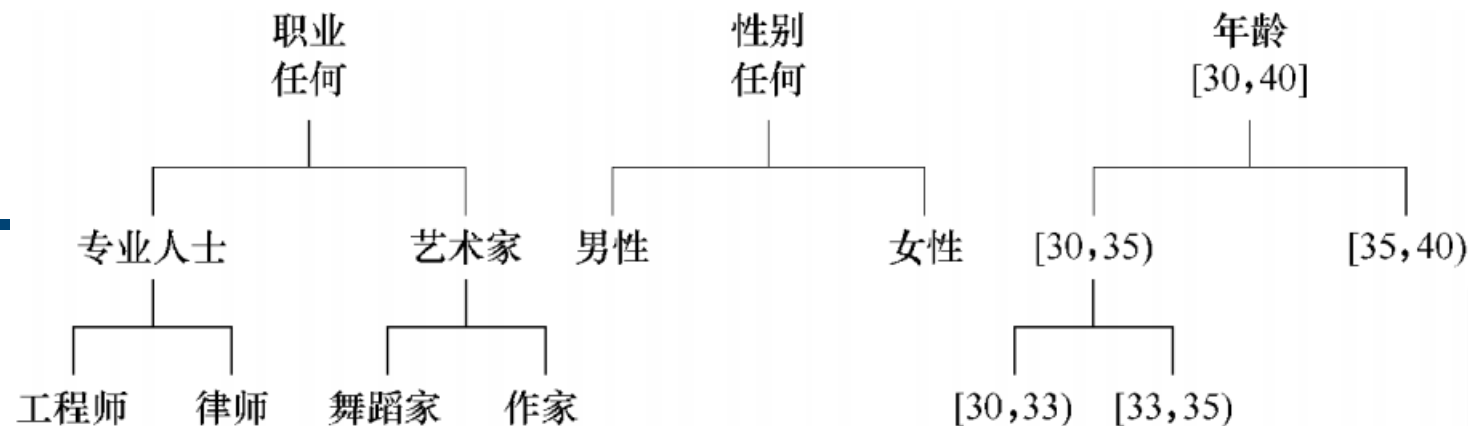 职业 性别 年龄
任何 任何 [30,40]
专业人士 艺术家 男性 女性 [30,35) [35,40)
工程师 律师 舞蹈家 作家 [30,33) [33,35)